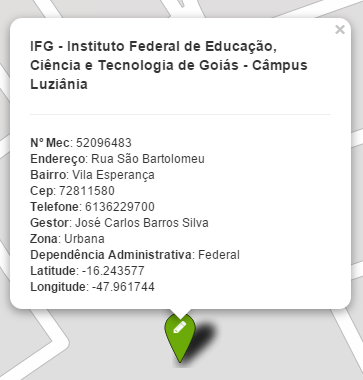 IFG - Instituto Federal de Educação,
Ciência e Tecnologia de Goiás - Câmpus
Luziânia
Nº Mec: 52096483
Endereço: Rua São Bartolomeu
Bairro: Vila Esperança
Cep: 72811580
Telefone: 6136229700
Gestor: José Carlos Barros Silva
Zona: Urbana
Dependência Administrativa: Federal
Latitude: -16.243577
Longitude: -47.961744